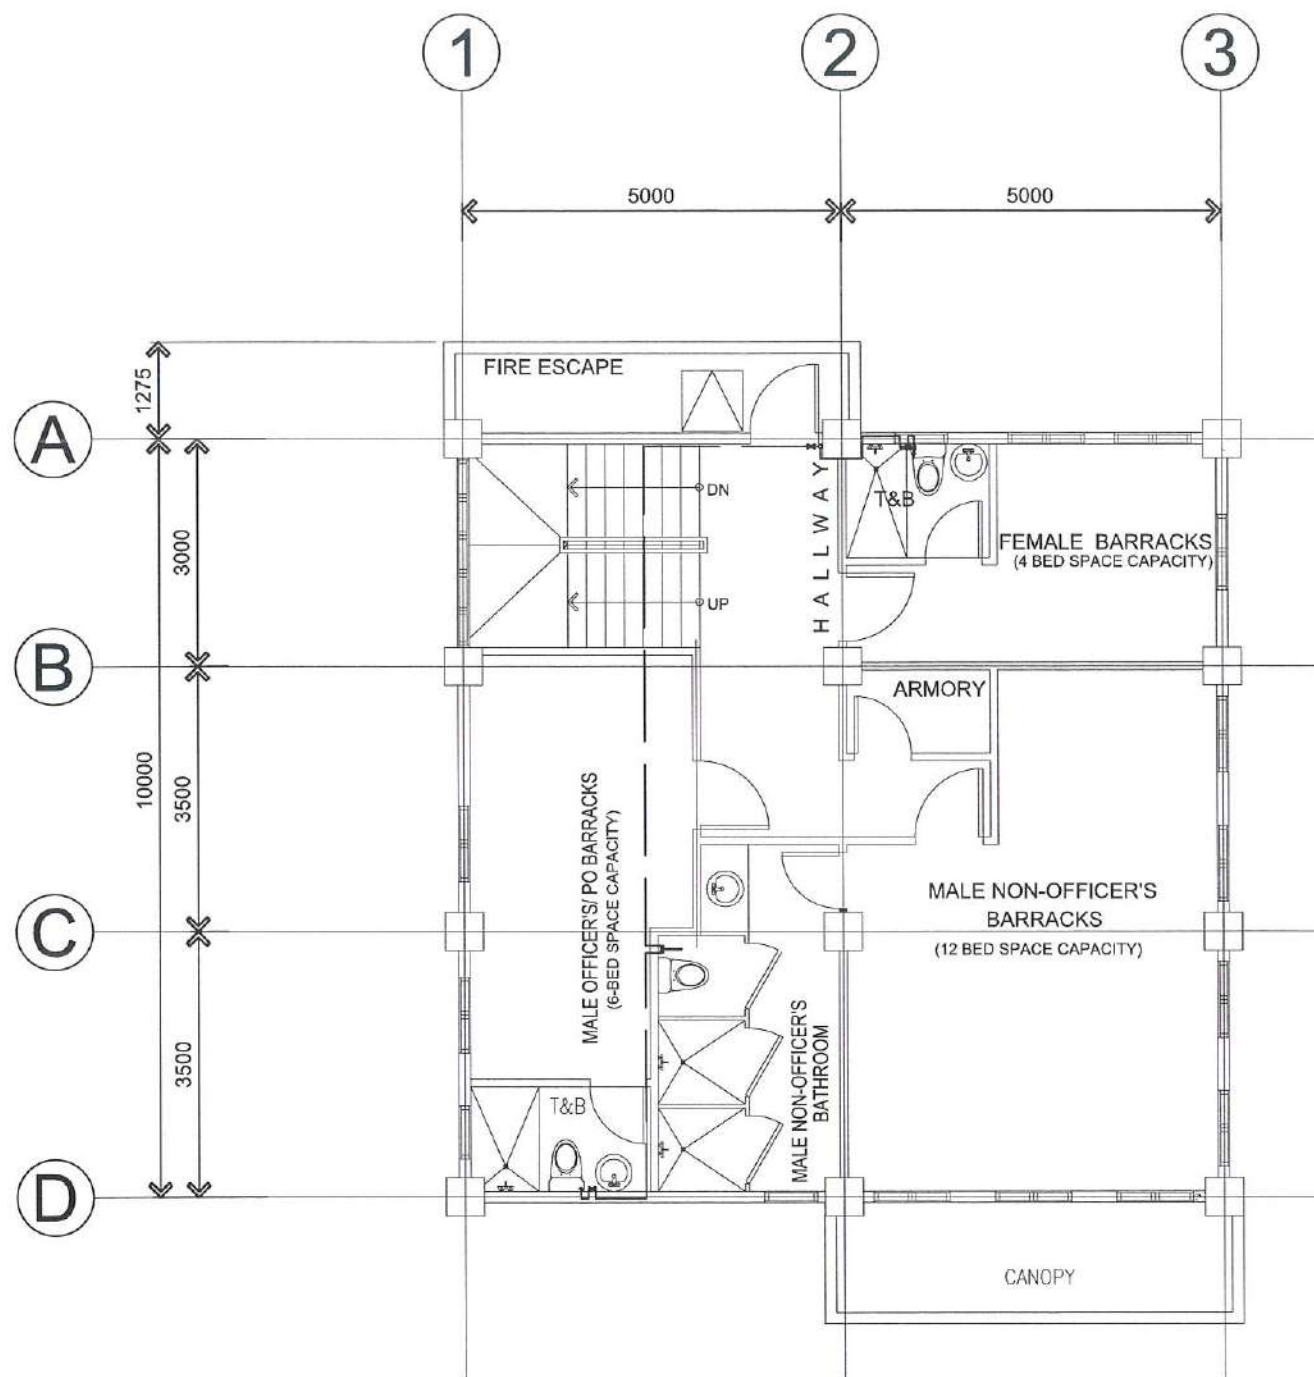 1
2
3
5000
5000
1275
FIRE ESCAPE
A
DN
HALLWAY
T&B
FEMALE BARRACKS
(4 BED SPACE CAPACITY)
3000
UP
B
ARMORY
10000
3500
MALE OFFICER'S/ PO BARRACKS
(6-BED SPACE CAPACITY)
MALE NON-OFFICER'S
BARRACKS
(12 BED SPACE CAPACITY)
C
3500
MALE NON-OFFICER'S
BATHROOM
T&B
D
CANOPY